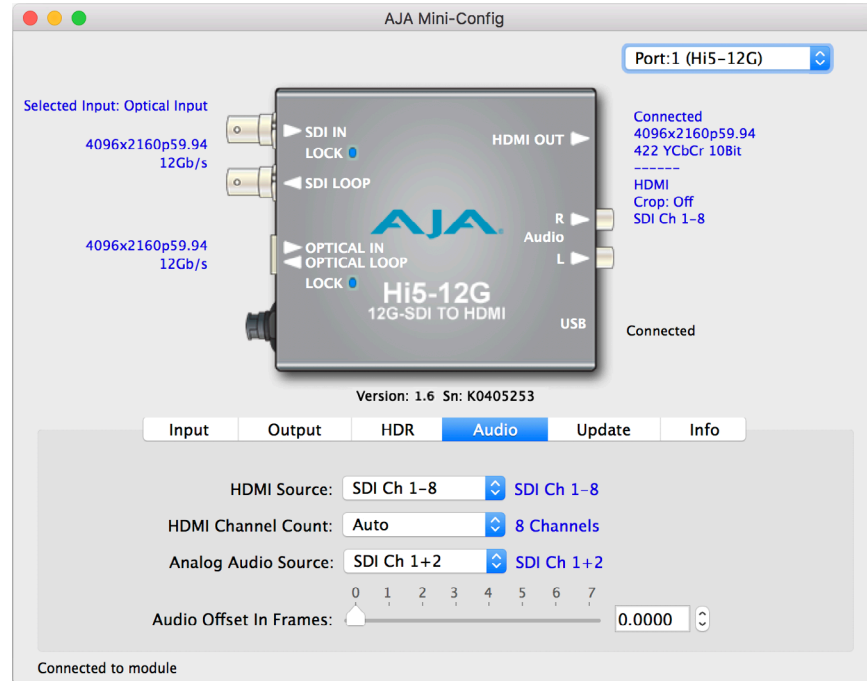 AJA Mini-Config
Port:1 (Hi5-12G)
Selected Input: Optical Input
4096x2160p59.94
12Gb/s
4096x2160p59.94
12Gb/s
SDI IN
LOCK
SDI LOOP
HDMI OUT
AJA
R
Audio
L
OPTICAL IN
OPTICAL LOOP
LOCK
Hi5-12G
12G-SDI TO HDMI
USB
Connected
4096x2160p59.94
422 YCbCr 10Bit
------
HDMI
Crop: Off
SDI Ch 1-8
Connected
Version: 1.6 Sn: K0405253
Input Output HDR Audio Update Info
HDMI Source: SDI Ch 1-8 SDI Ch 1-8
HDMI Channel Count: Auto 8 Channels
Analog Audio Source: SDI Ch 1+2 SDI Ch 1+2
0 1 2 3 4 5 6 7
Audio Offset In Frames: 0.0000
Connected to module